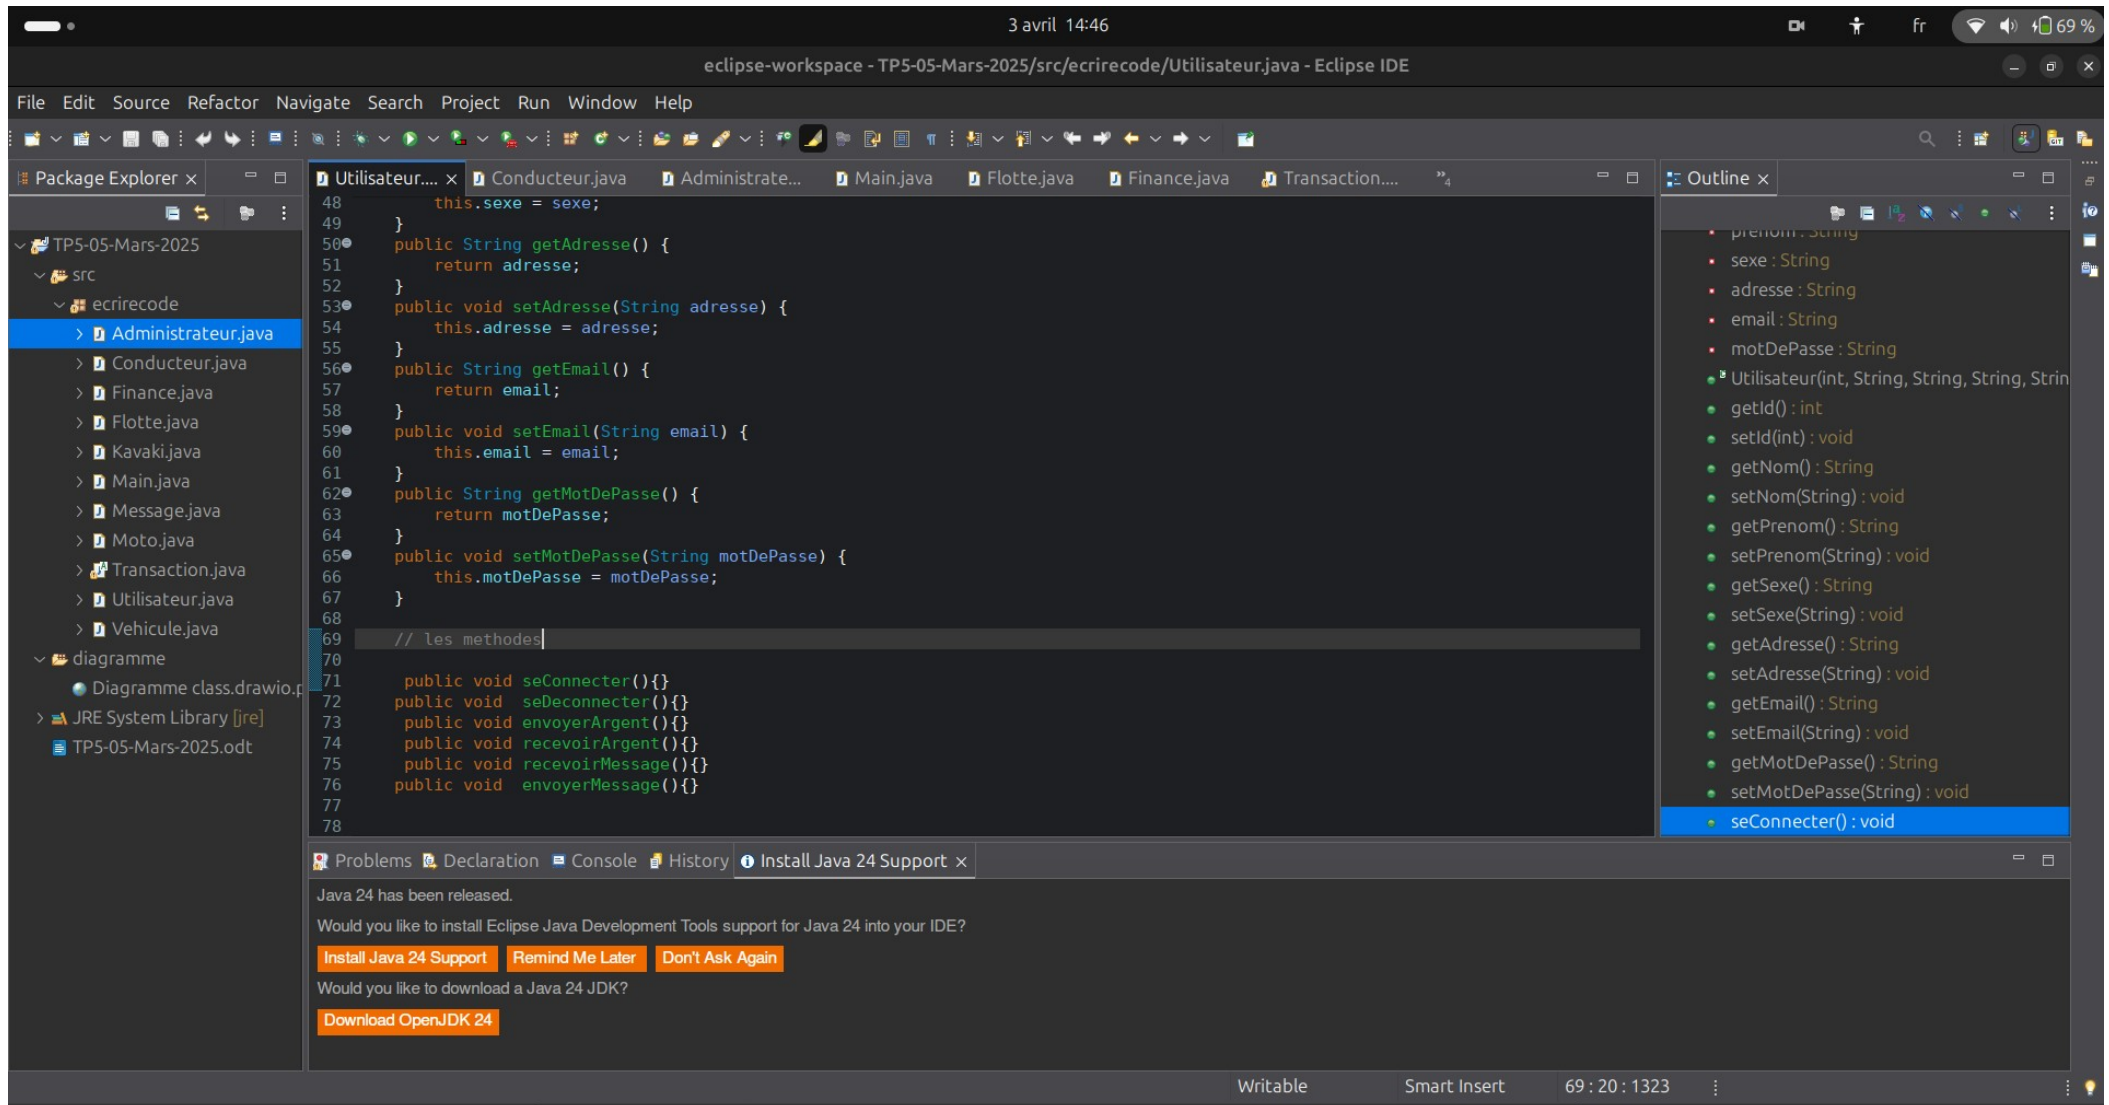 3 avril 14:46
fr
69 %
eclipse-workspace - TP5-05-Mars-2025/src/ecrirecode/Utilisateur.java - Eclipse IDE
File Edit Source Refactor Navigate Search Project Run Window Help
Package Explorer
TP5-05-Mars-2025
src
ecrirecode
Administrateur.java
Conducteur.java
Finance.java
Flotte.java
Kavaki.java
Main.java
Message.java
Moto.java
Transaction.java
Utilisateur.java
Vehicule.java
diagramme
Diagramme class.drawio.p
JRE System Library [jre]
TP5-05-Mars-2025.odt
Utilisateur.... Conducteur.java Administrate... Main.java Flotte.java Finance.java Transaction.... »4
48 this.sexe = sexe;
49 }
50 public String getAdresse() {
51 return adresse;
52 }
53 public void setAdresse(String adresse) {
54 this.adresse = adresse;
55 }
56 public String getEmail() {
57 return email;
58 }
59 public void setEmail(String email) {
60 this.email = email;
61 }
62 public String getMotDePasse() {
63 return motDePasse;
64 }
65 public void setMotDePasse(String motDePasse) {
66 this.motDePasse = motDePasse;
67 }
68
69 // les methodes
70
71 public void seConnecter(){}
72 public void seDeconnecter(){}
73 public void envoyerArgent(){}
74 public void recevoirArgent(){}
75 public void recevoirMessage(){}
76 public void envoyerMessage(){}
77
78
Outline
prenom : String
sexe : String
adresse : String
email : String
motDePasse : String
Utilisateur(int, String, String, String, Strin
getId() : int
setId(int) : void
getNom() : String
setNom(String) : void
getPrenom() : String
setPrenom(String) : void
getSexe() : String
setSexe(String) : void
getAdresse() : String
setAdresse(String) : void
getEmail() : String
setEmail(String) : void
getMotDePasse() : String
setMotDePasse(String) : void
seConnecter() : void
Problems Declaration Console History Install Java 24 Support
Java 24 has been released.
Would you like to install Eclipse Java Development Tools support for Java 24 into your IDE?
Install Java 24 Support Remind Me Later Don't Ask Again
Would you like to download a Java 24 JDK?
Download OpenJDK 24
Writable Smart Insert 69 : 20 : 1323